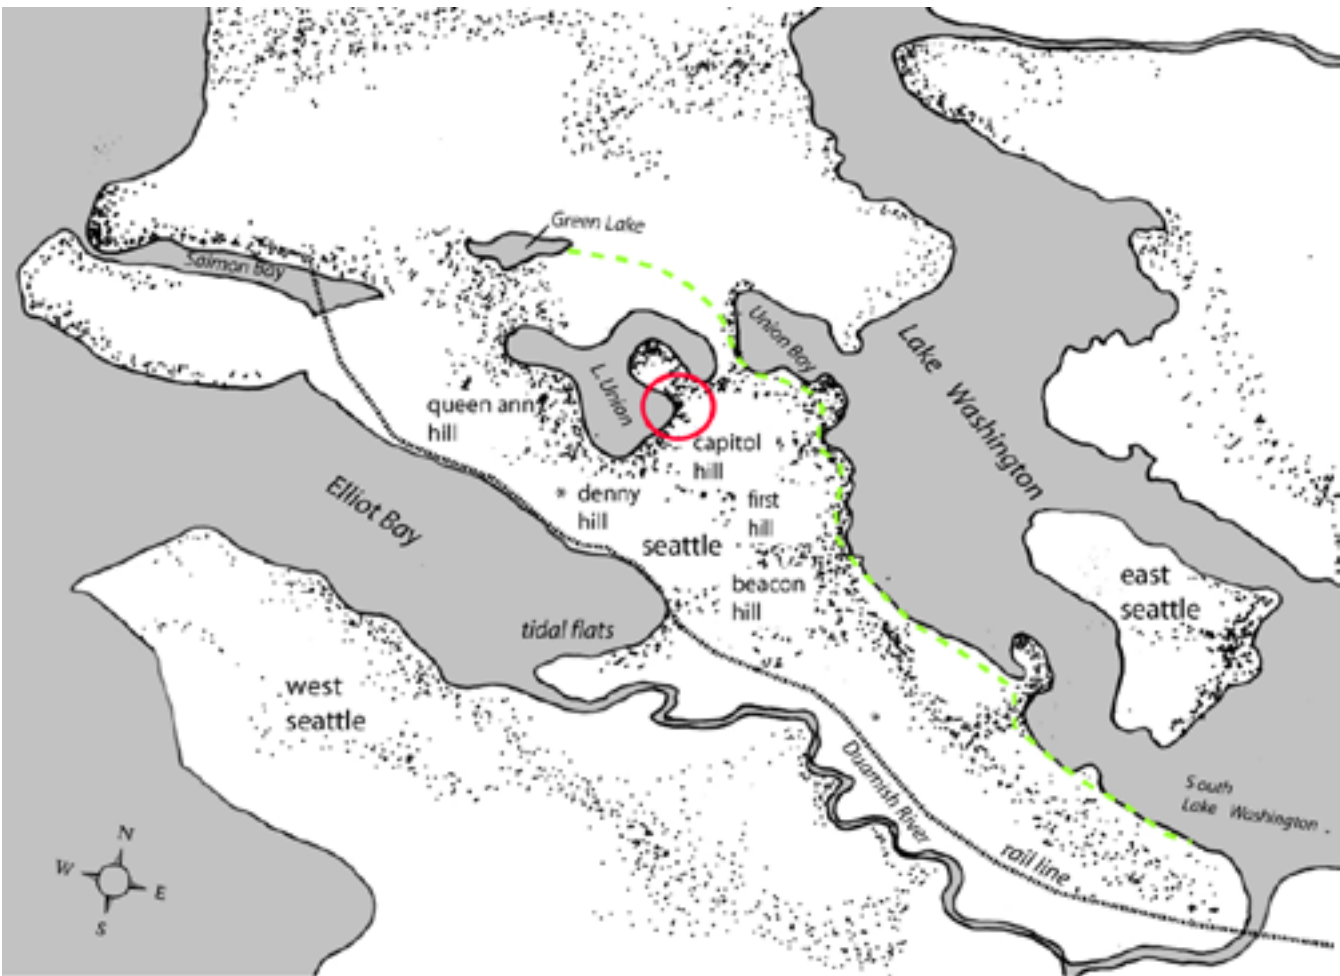 Green Lake
Salmon Bay
Union Bay
L. Union
Lake Washington
queen ann
hill
capitol
hill
Elliot Bay
denny
hill
first
hill
seattle
beacon
hill
east
seattle
tidal flats
west
seattle
Duamish River
South
Lake Washington
rail line
N
W
E
S